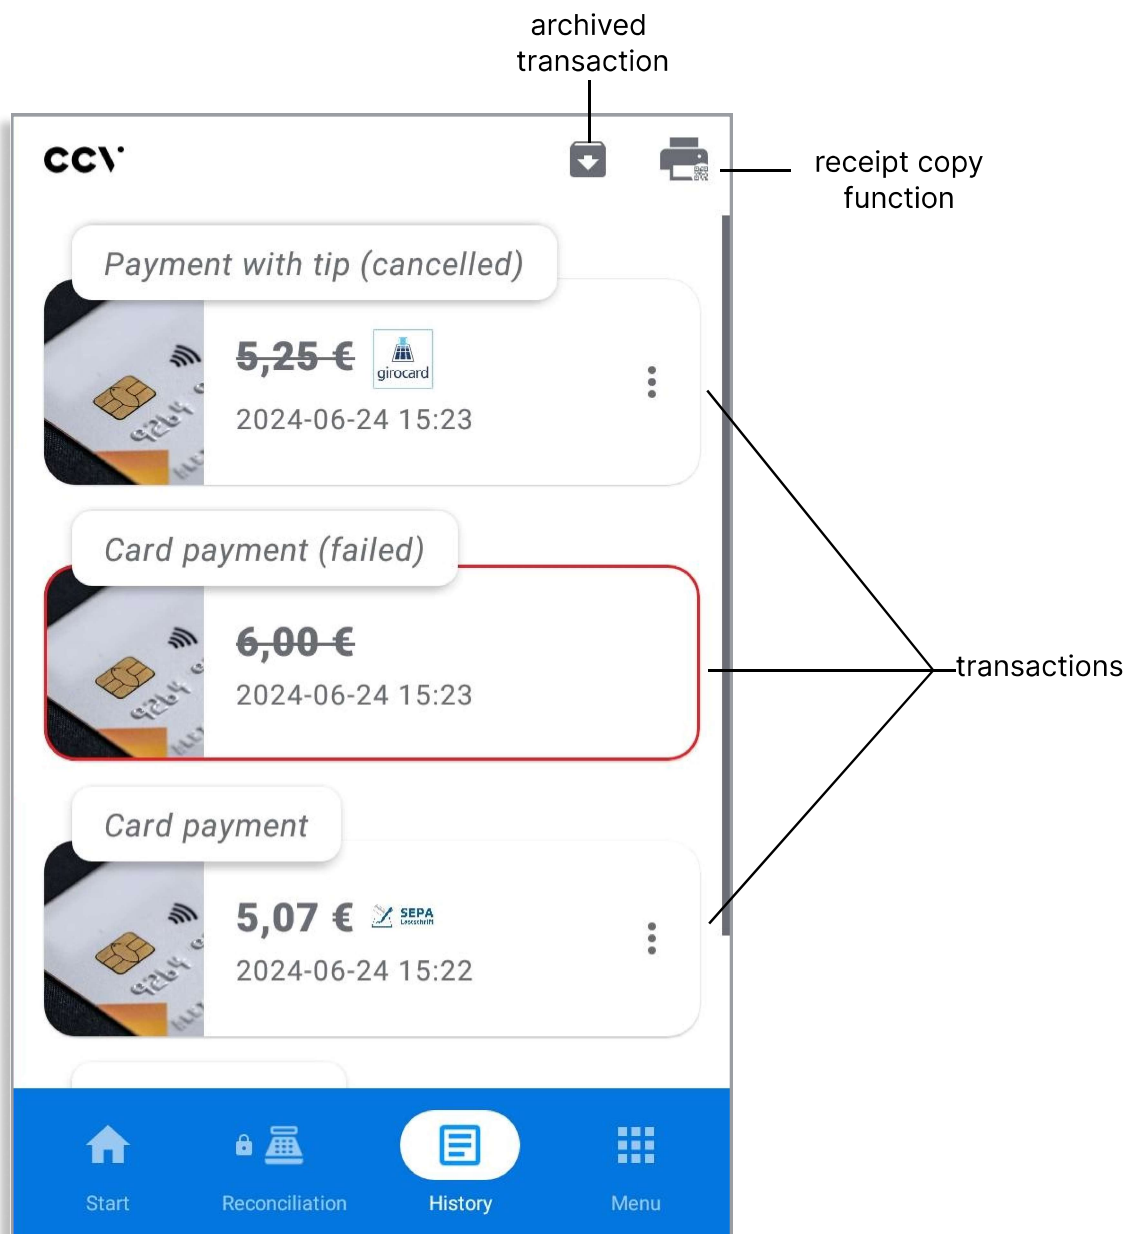 archived
transaction
CCV
receipt copy
function
Payment with tip (cancelled)
5,25 €
girocard
2024-06-24 15:23
Card payment (failed)
6,00 €
2024-06-24 15:23
transactions
Card payment
5,07 €
SEPA
Lastschrift
2024-06-24 15:22
Start
Reconciliation
History
Menu